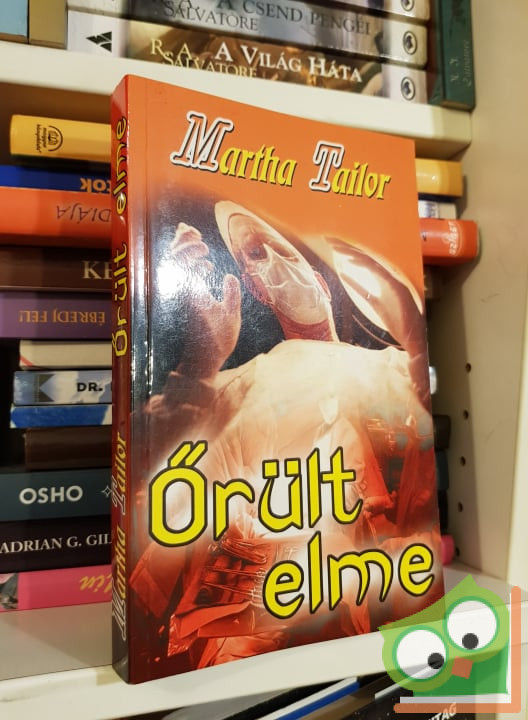 A CSEND PENGÉI
SALVATORE
R. A. SALVATORE
A VILÁG HÁTA
Martha Tailor
Őrült
elme
Őrült elme
Martha Tailor
ÉBREDJ FEL!
DR.
OSHO
ADRIAN G. GIL